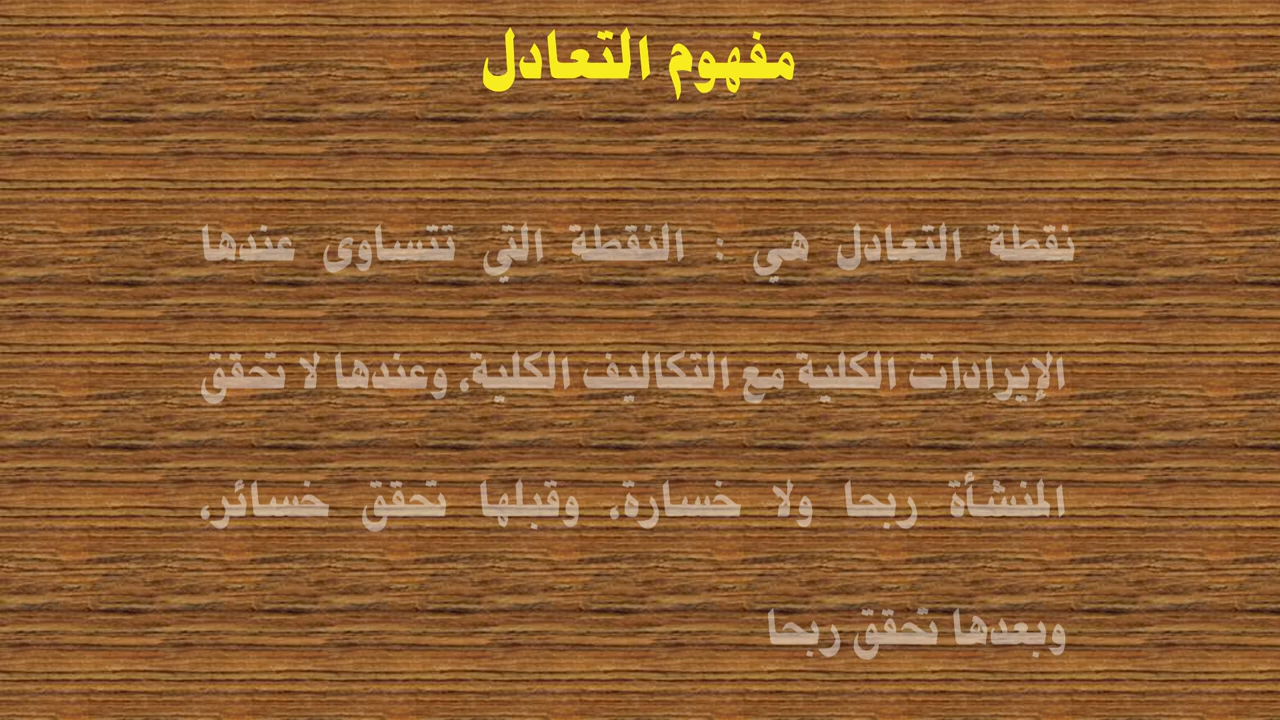 مفهوم التعادل
نقطة التعادل هي : النقطة التي تتساوى عندها
الإيرادات الكلية مع التكاليف الكلية، وعندها لا تحقق
المنشأة ربحا ولا خسارة، وقبلها تحقق خسائر،
وبعدها تحقق ربحا